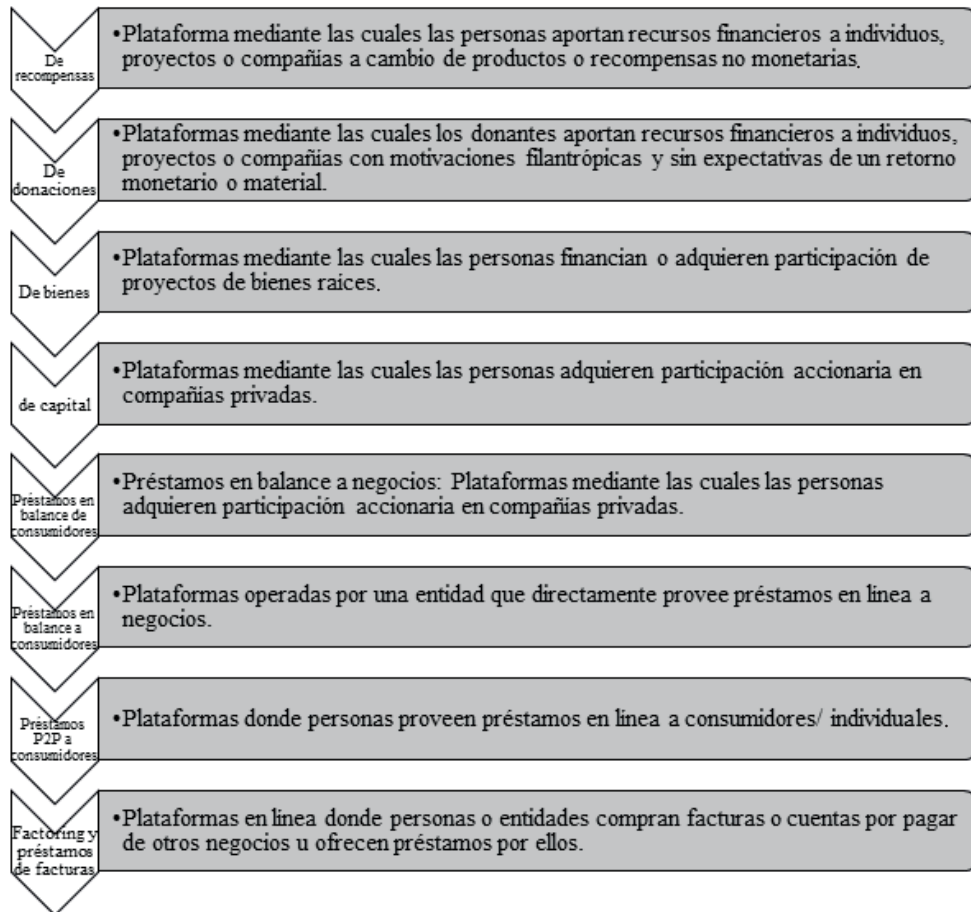 De
recompensas
•Plataforma mediante las cuales las personas aportan recursos financieros a individuos,
proyectos o compañías a cambio de productos o recompensas no monetarias.
De
donaciones
•Plataformas mediante las cuales los donantes aportan recursos financieros a individuos,
proyectos o compañías con motivaciones filantrópicas y sin expectativas de un retorno
monetario o material.
De bienes
•Plataformas mediante las cuales las personas financian o adquieren participación de
proyectos de bienes raíces.
de capital
•Plataformas mediante las cuales las personas adquieren participación accionaria en
compañías privadas.
Préstamos en
balance de
consumidores
•Préstamos en balance a negocios: Plataformas mediante las cuales las personas
adquieren participación accionaria en compañías privadas.
Préstamos en
balance a
consumidores
•Plataformas operadas por una entidad que directamente provee préstamos en línea a
negocios.
Préstamos
P2P a
consumidores
•Plataformas donde personas proveen préstamos en línea a consumidores/ individuales.
Factoring y
préstamos
de facturas
•Plataformas en línea donde personas o entidades compran facturas o cuentas por pagar
de otros negocios u ofrecen préstamos por ellos.